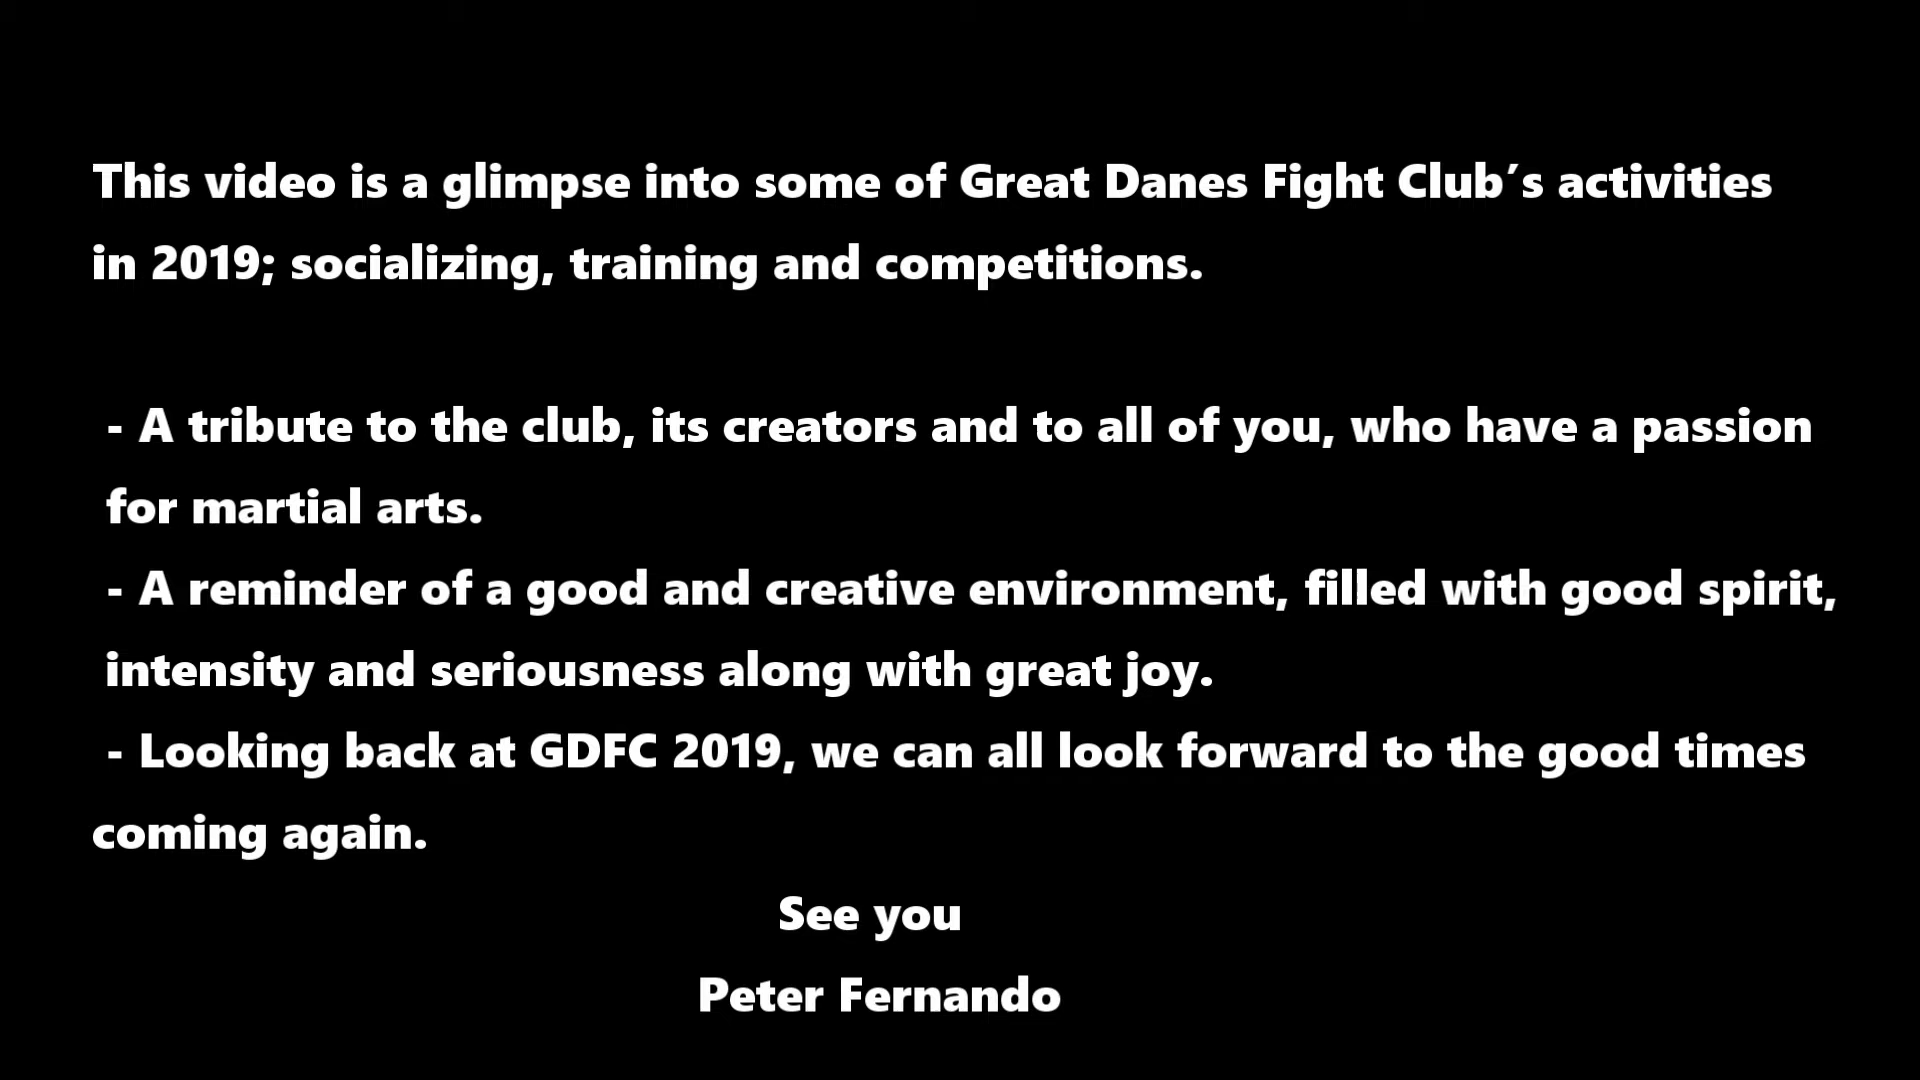 This video is a glimpse into some of Great Danes Fight Club′s activities
in 2019; socializing, training and competitions.
- A tribute to the club, its creators and to all of you, who have a passion
for martial arts.
- A reminder of a good and creative environment, filled with good spirit,
intensity and seriousness along with great joy.
- Looking back at GDFC 2019, we can all look forward to the good times
coming again.
See you
Peter Fernando